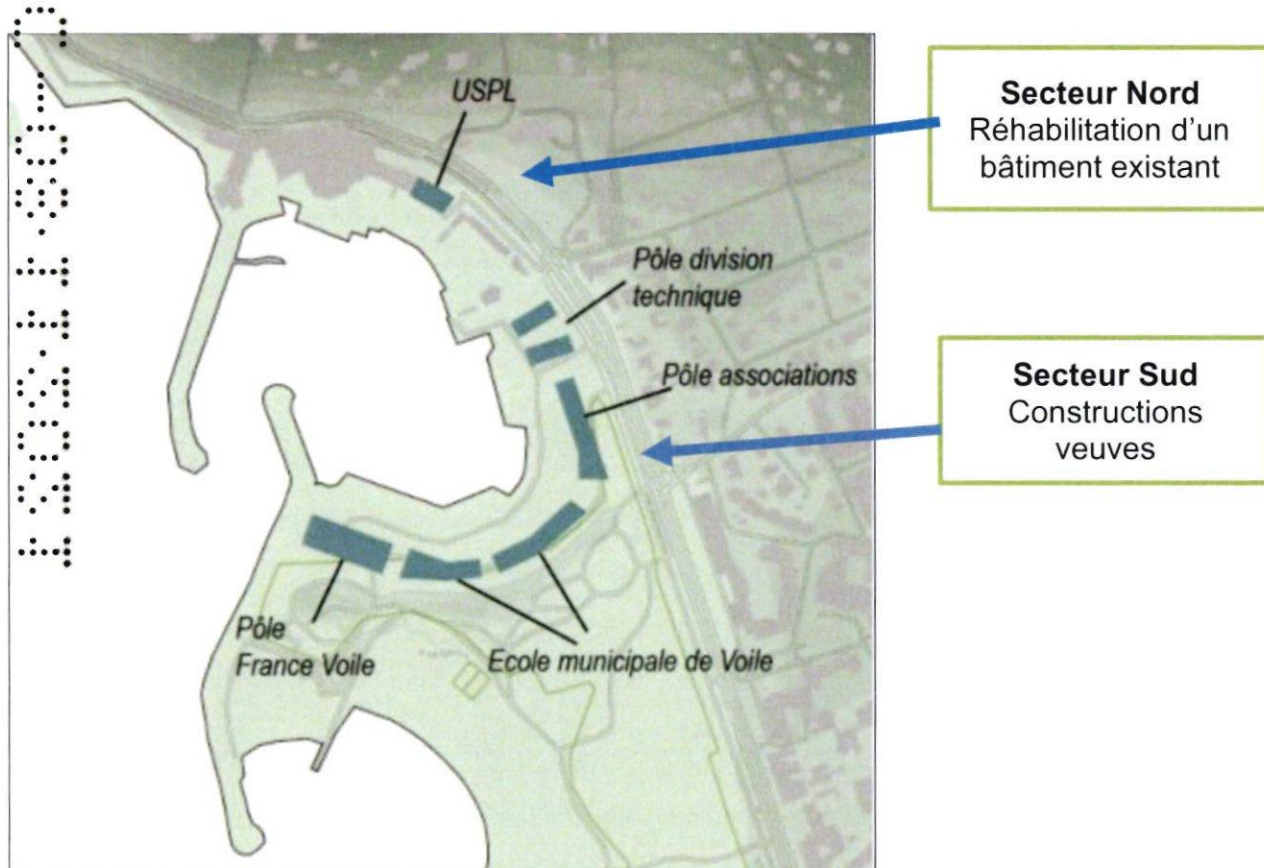 USPL
Pôle division
technique
Pôle associations
Pôle
France Voile
Ecole municipale de Voile
Secteur Nord
Réhabilitation d'un
bâtiment existant
Secteur Sud
Constructions
veuves